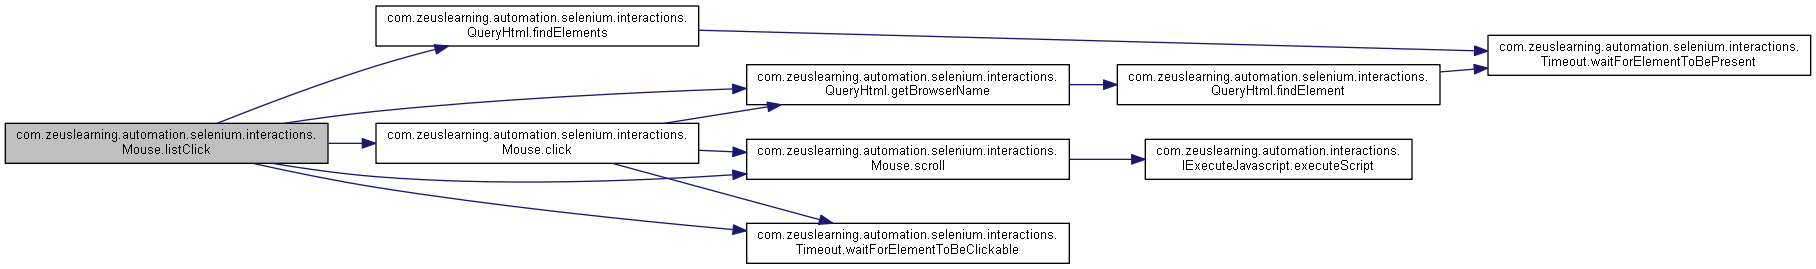 com.zeuslearning.automation.selenium.interactions.
QueryHtml.findElements
com.zeuslearning.automation.selenium.interactions.
Timeout.waitForElementToBePresent
com.zeuslearning.automation.selenium.interactions.
QueryHtml.getBrowserName
com.zeuslearning.automation.selenium.interactions.
QueryHtml.findElement
com.zeuslearning.automation.selenium.interactions.
Mouse.listClick
com.zeuslearning.automation.selenium.interactions.
Mouse.click
com.zeuslearning.automation.selenium.interactions.
Mouse.scroll
com.zeuslearning.automation.interactions.
IExecuteJavascript.executeScript
com.zeuslearning.automation.selenium.interactions.
Timeout.waitForElementToBeClickable